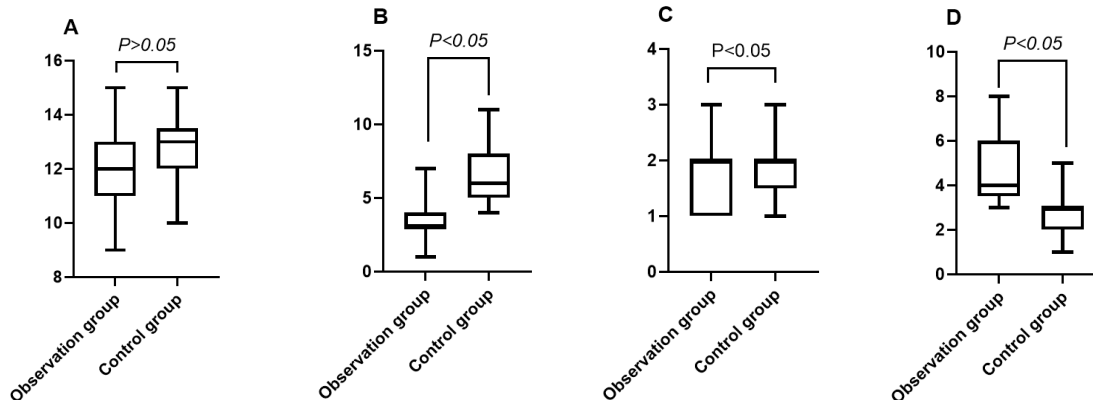 A
P>0.05
16
14
12
10
8
Observation group
Control group
B
P<0.05
15
10
5
0
Observation group
Control group
C
P<0.05
4
3
2
1
0
Observation group
Control group
D
P<0.05
10
8
6
4
2
0
Observation group
Control group